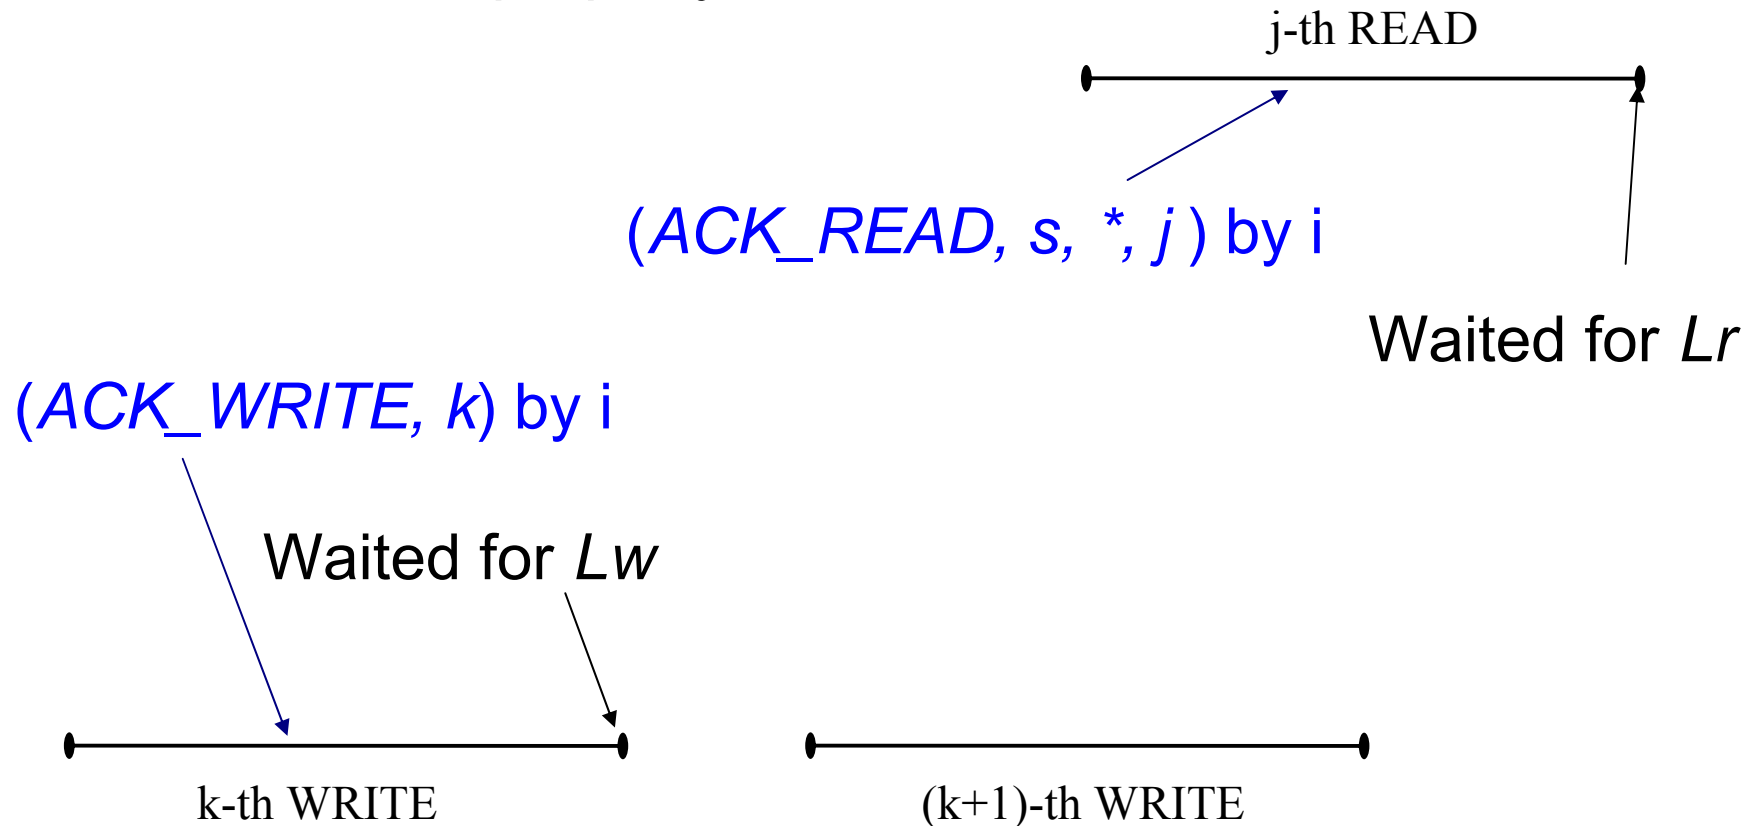 j-th READ
(ACK_READ, s, *, j ) by i
Waited for Lr
(ACK_WRITE, k) by i
Waited for Lw
k-th WRITE
(k+1)-th WRITE